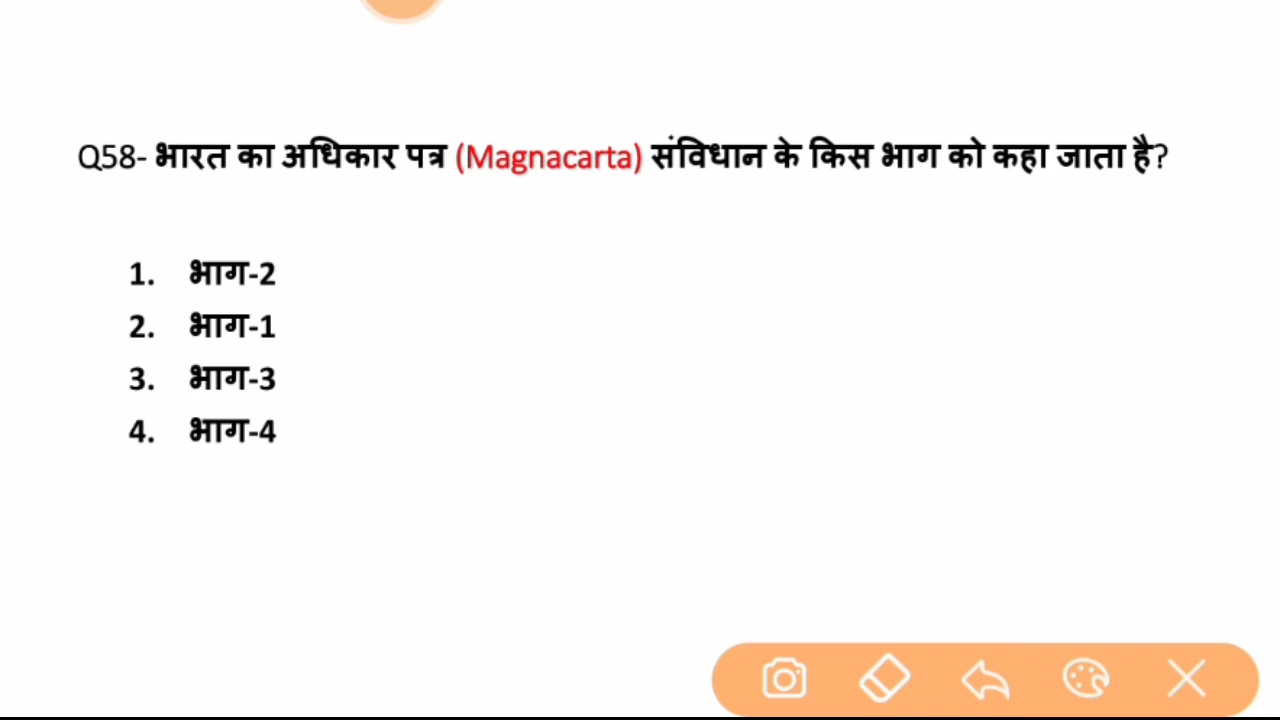 Q58- भारत का अधिकार पत्र (Magnacarta) संविधान के किस भाग को कहा जाता है?
1. भाग-2
2. भाग-1
3. भाग-3
4. भाग-4